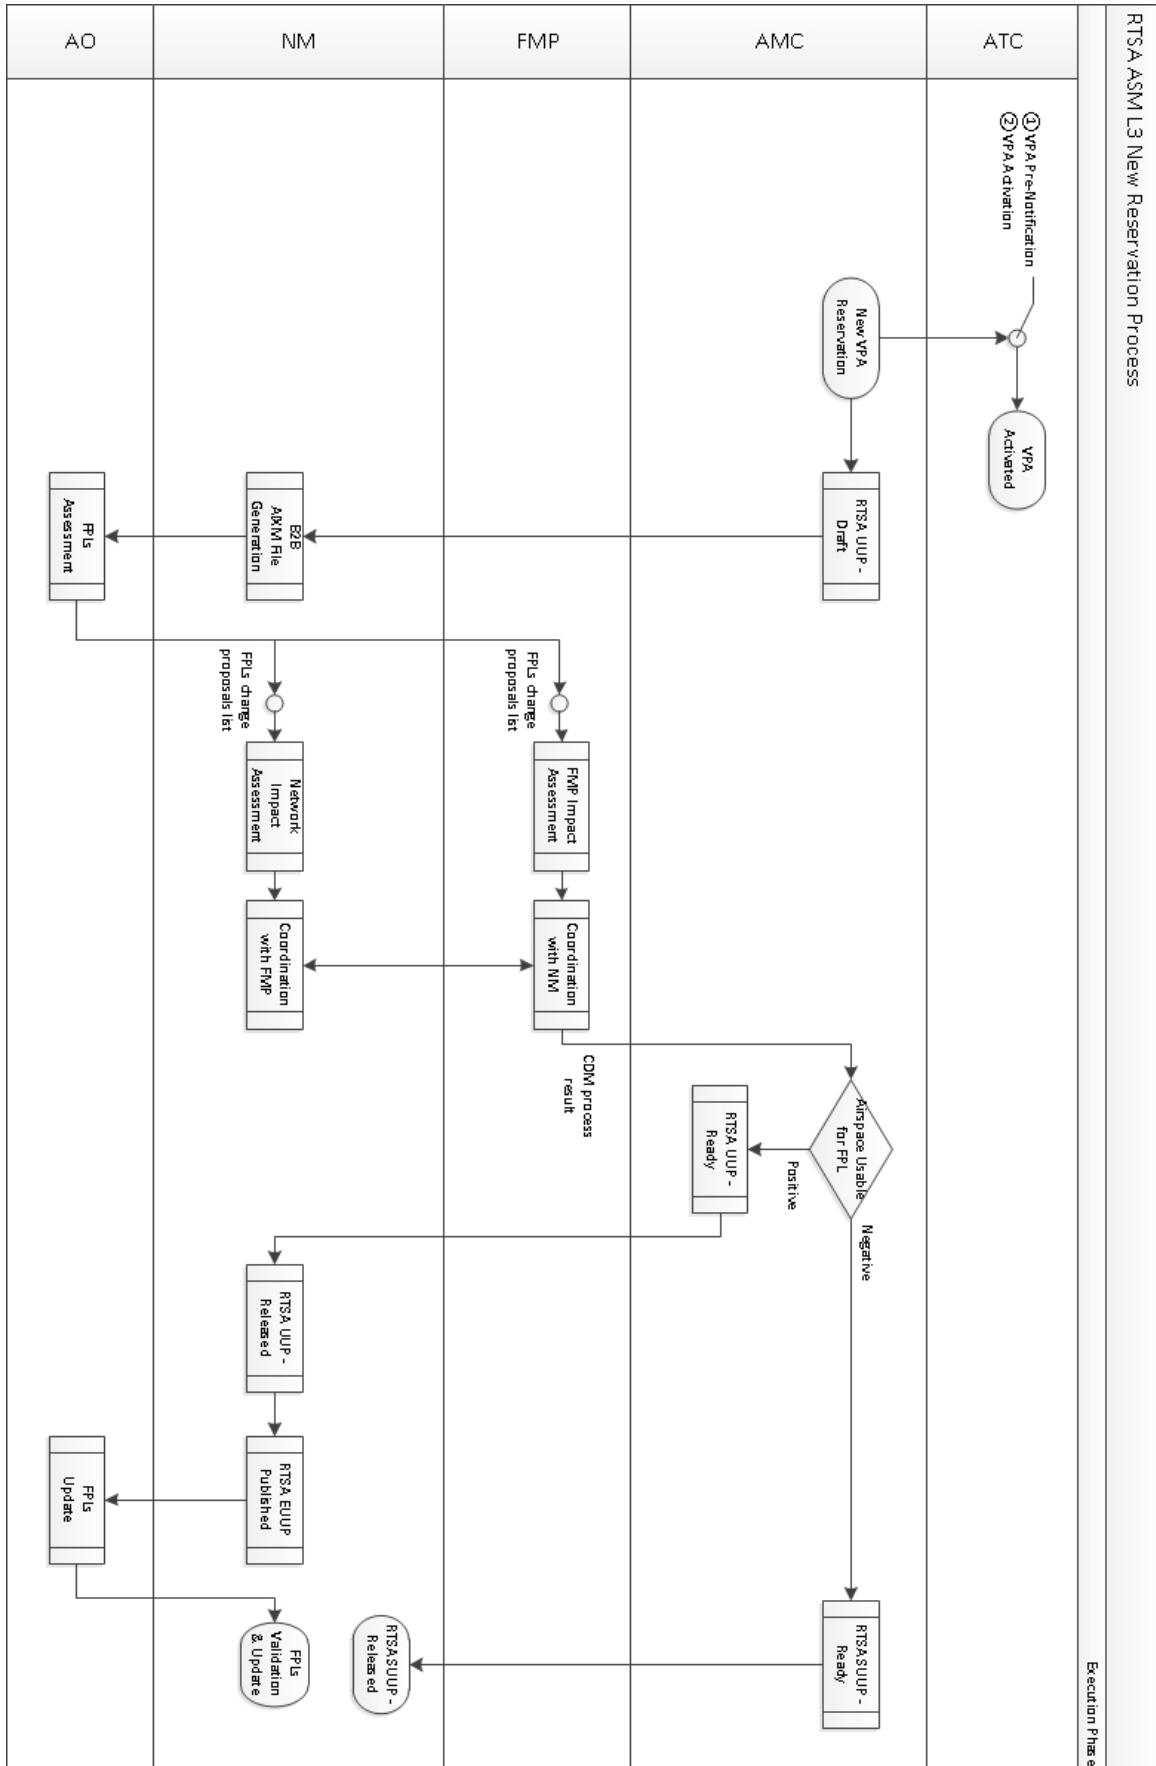 RTSA ASM L3 New Reservation Process
Execution Phase
ATC
AMC
FMP
NM
AO
① VPA Pre-Notification
② VPA Activation
VPA
Activated
New VPA
Reservation
RTSA UUP -
Draft
B2B
AIXM File
Generation
FPLs
Assessment
FPLs change
proposals list
FPLs change
proposals list
FMP Impact
Assessment
Network
Impact
Assessment
Coordination
with NM
Coordination
with FMP
CDM process
result
Airspace Usable
for FPL
Positive
Negative
RTSA UUP -
Ready
RTSA UUP -
Released
RTSA EUUP
Published
FPLs
Update
FPLs
Validation
& Update
RTSA SUUP -
Ready
RTSA SUUP -
Released